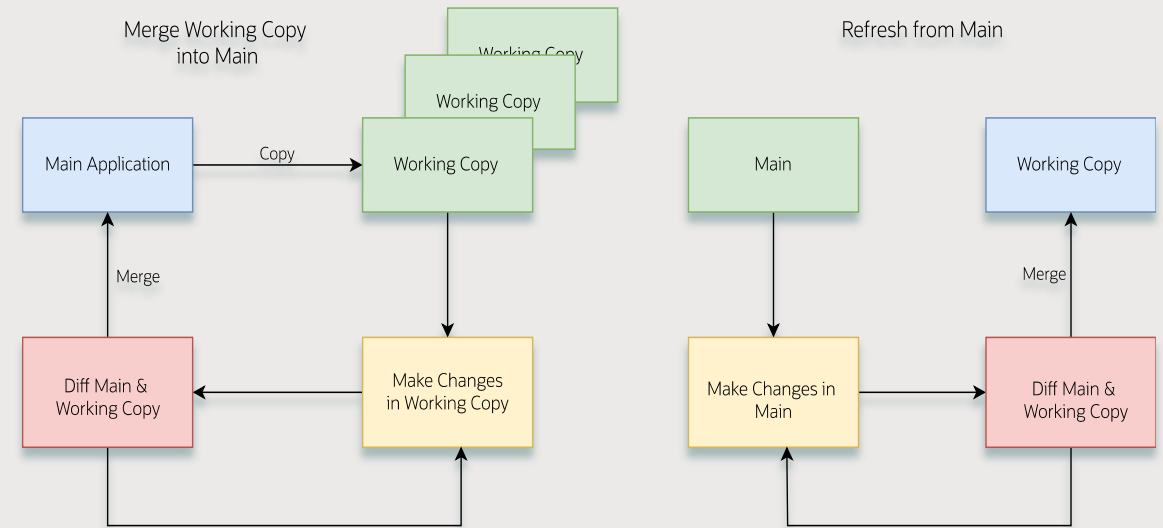 Merge Working Copy
into Main
Refresh from Main
Working Copy
Working Copy
Main Application
Copy
Working Copy
Main
Working Copy
Merge
Merge
Diff Main &
Working Copy
Make Changes
in Working Copy
Make Changes in
Main
Diff Main &
Working Copy